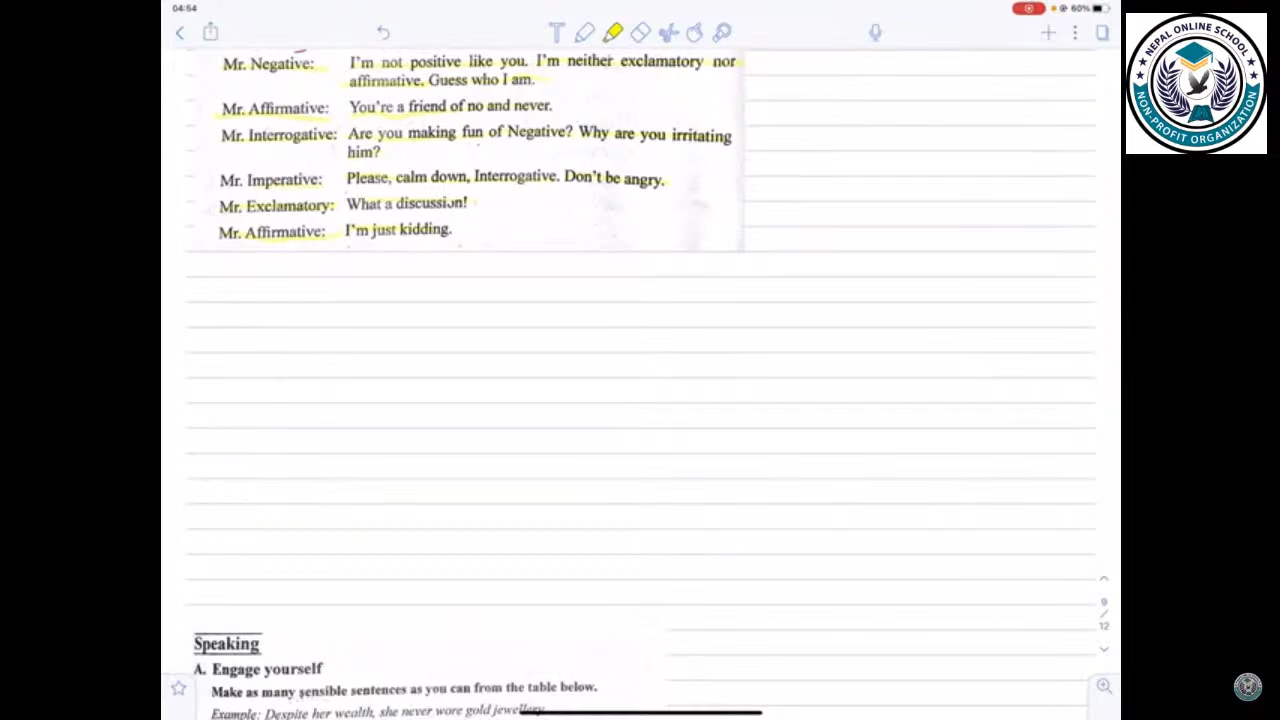 04:54
60%
Mr. Negative: I'm not positive like you. I'm neither exclamatory nor
affirmative. Guess who I am.
Mr. Affirmative: You're a friend of no and never.
Mr. Interrogative: Are you making fun of Negative? Why are you irritating
him?
Mr. Imperative: Please, calm down, Interrogative. Don't be angry.
Mr. Exclamatory: What a discussion!
Mr. Affirmative: I'm just kidding.
9
/
12
Speaking
A. Engage yourself
Make as many sensible sentences as you can from the table below.
Example: Despite her wealth, she never wore gold jewellery.
NEPAL ONLINE SCHOOL
NON-PROFIT ORGANIZATION